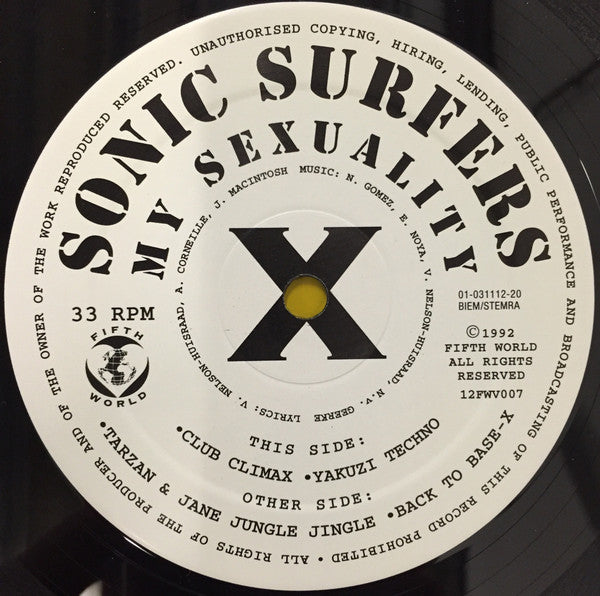 • ALL RIGHTS OF THE PRODUCER AND OF THE OWNER OF THE WORK REPRODUCED RESERVED. UNAUTHORISED COPYING, HIRING, LENDING, PUBLIC PERFORMANCE AND BROADCASTING OF THIS RECORD PROHIBITED
SONIC SURFERS
MY SEXUALITY
LYRICS: V. NELSON-HUISRAAD, A. CORNEILLE, J. MACINTOSH MUSIC: N. GOMEZ, E. NOYA, V. NELSON-HUISRAAD, N.V. GEERKE
X
33 RPM
FIFTH
WORLD
01-031112-20
BIEM/STEMRA
©1992
FIFTH WORLD
ALL RIGHTS
RESERVED
12FWV007
THIS SIDE:
•CLUB CLIMAX •YAKUZI TECHNO
OTHER SIDE:
•TARZAN & JANE JUNGLE JINGLE •BACK TO BASE-X